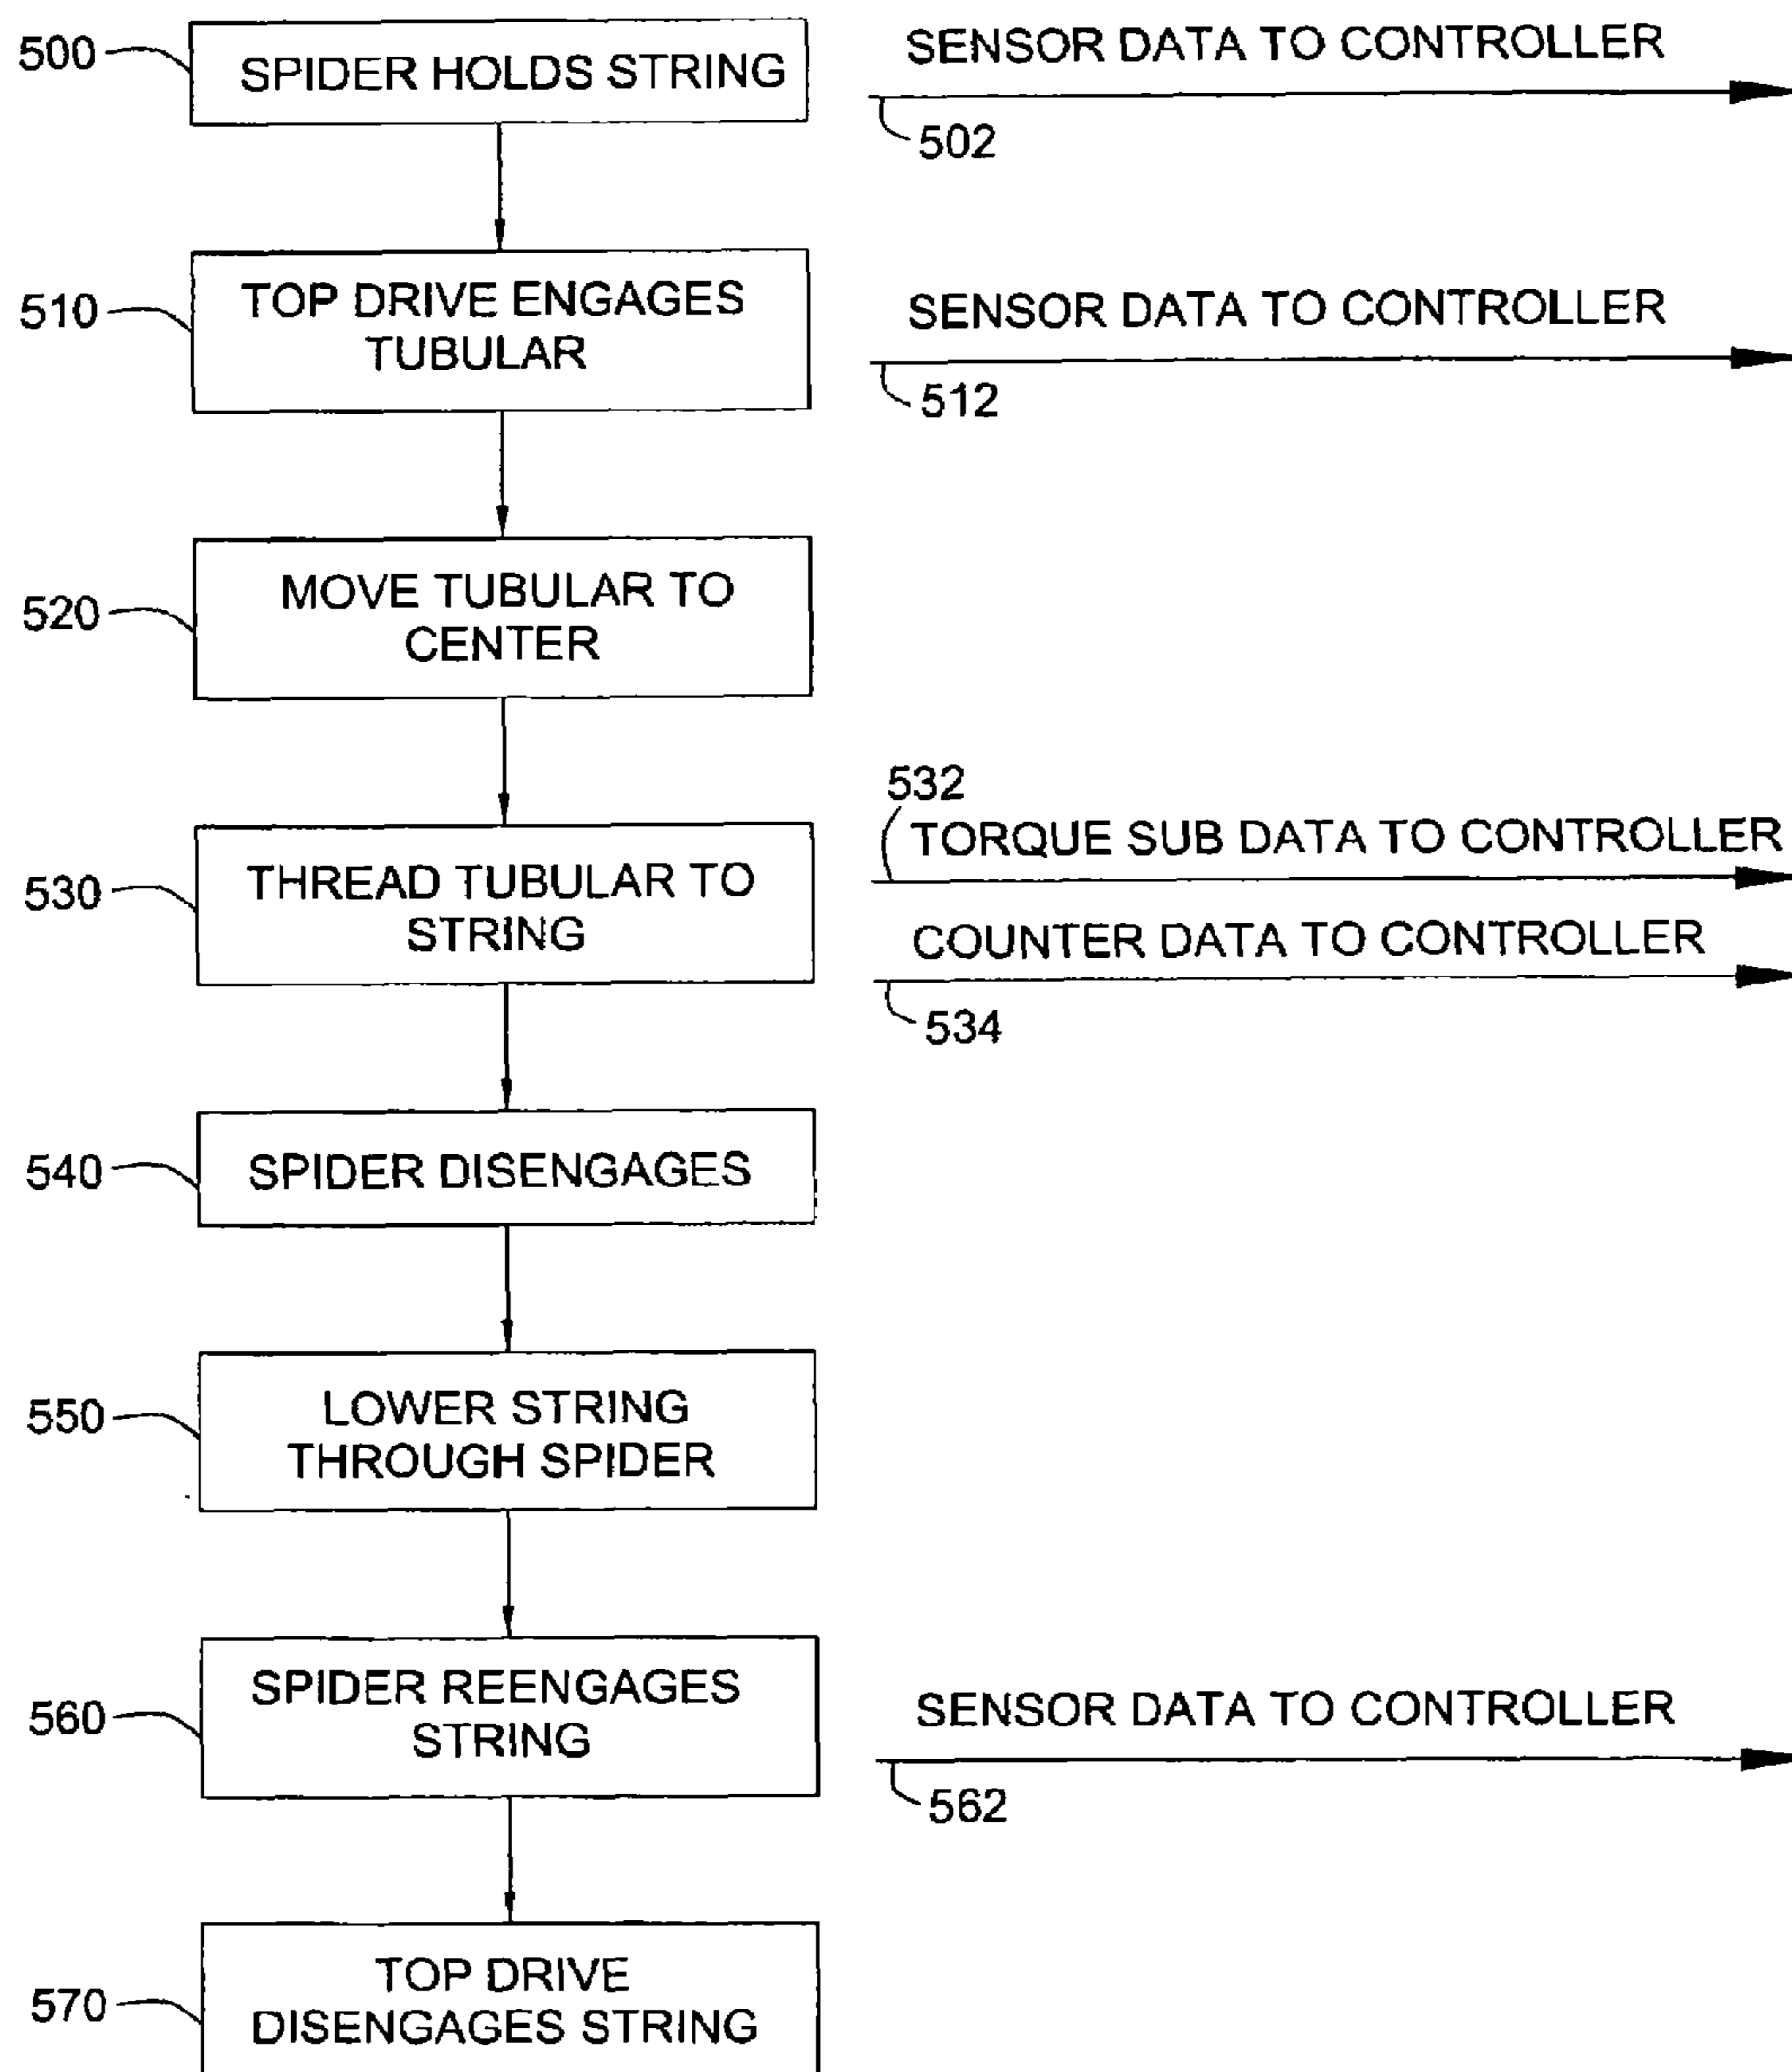 500
SPIDER HOLDS STRING
SENSOR DATA TO CONTROLLER
502
510
TOP DRIVE ENGAGES
TUBULAR
SENSOR DATA TO CONTROLLER
512
520
MOVE TUBULAR TO
CENTER
530
THREAD TUBULAR TO
STRING
532
TORQUE SUB DATA TO CONTROLLER
COUNTER DATA TO CONTROLLER
534
540
SPIDER DISENGAGES
550
LOWER STRING
THROUGH SPIDER
560
SPIDER REENGAGES
STRING
SENSOR DATA TO CONTROLLER
562
570
TOP DRIVE
DISENGAGES STRING